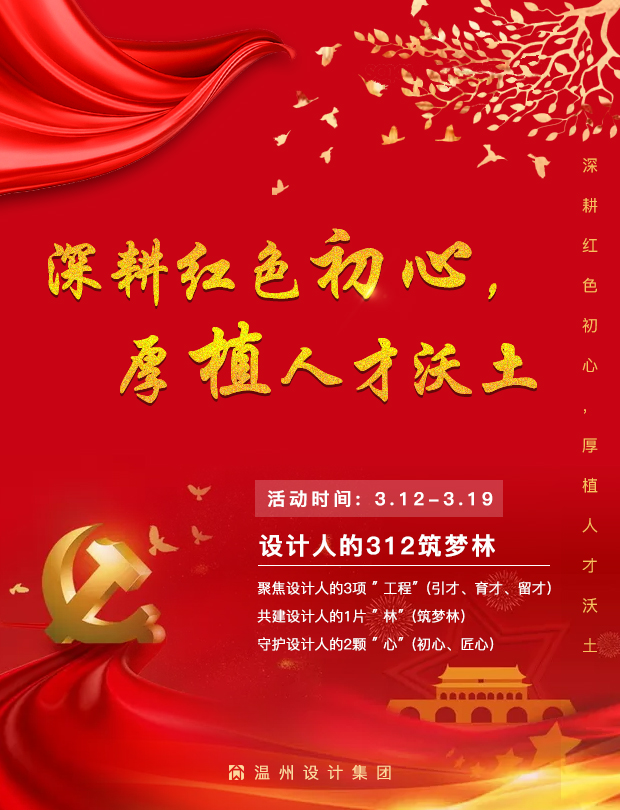 深耕红色初心，
厚植人才沃土
深耕红色初心，厚植人才沃土
活动时间：3.12-3.19
设计人的312筑梦林
聚焦设计人的3项＂工程＂(引才、育才、留才)
共建设计人的1片＂林＂(筑梦林)
守护设计人的2颗＂心＂(初心、匠心)
温州设计集团